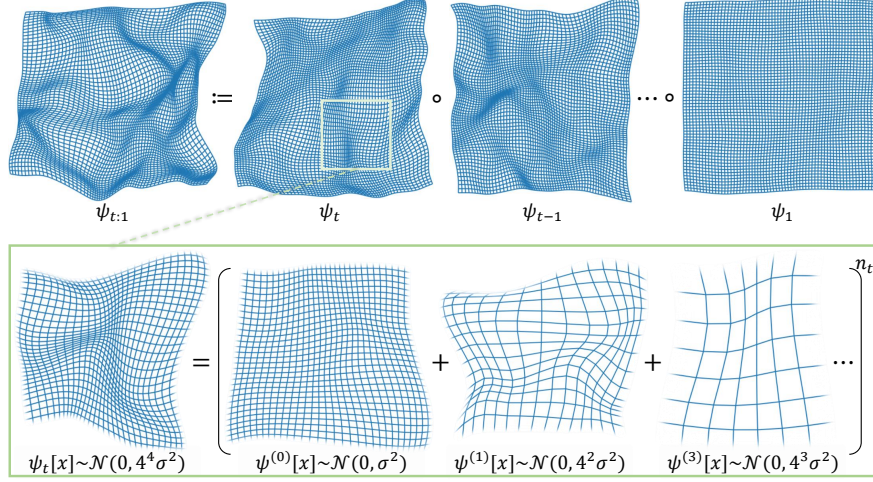 := ∘ ⋯ ∘
ψ_{t:1} ψ_t ψ_{t−1} ψ_1
n_t
= + + ⋯
ψ_t[x]~𝒩(0, 4^4σ^2) ψ^{(0)}[x]~𝒩(0, σ^2) ψ^{(1)}[x]~𝒩(0, 4^2σ^2) ψ^{(3)}[x]~𝒩(0, 4^3σ^2)